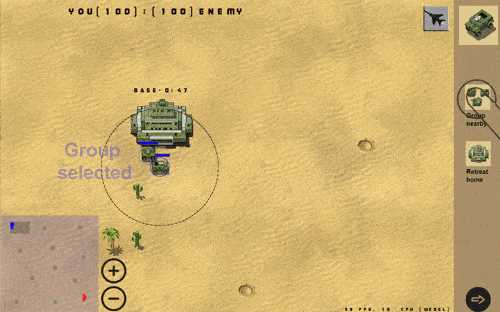 YOU(100):(100)ENEMY
BASE-0:47
Group
selected
Group
nearby
Retreat
home
+
−